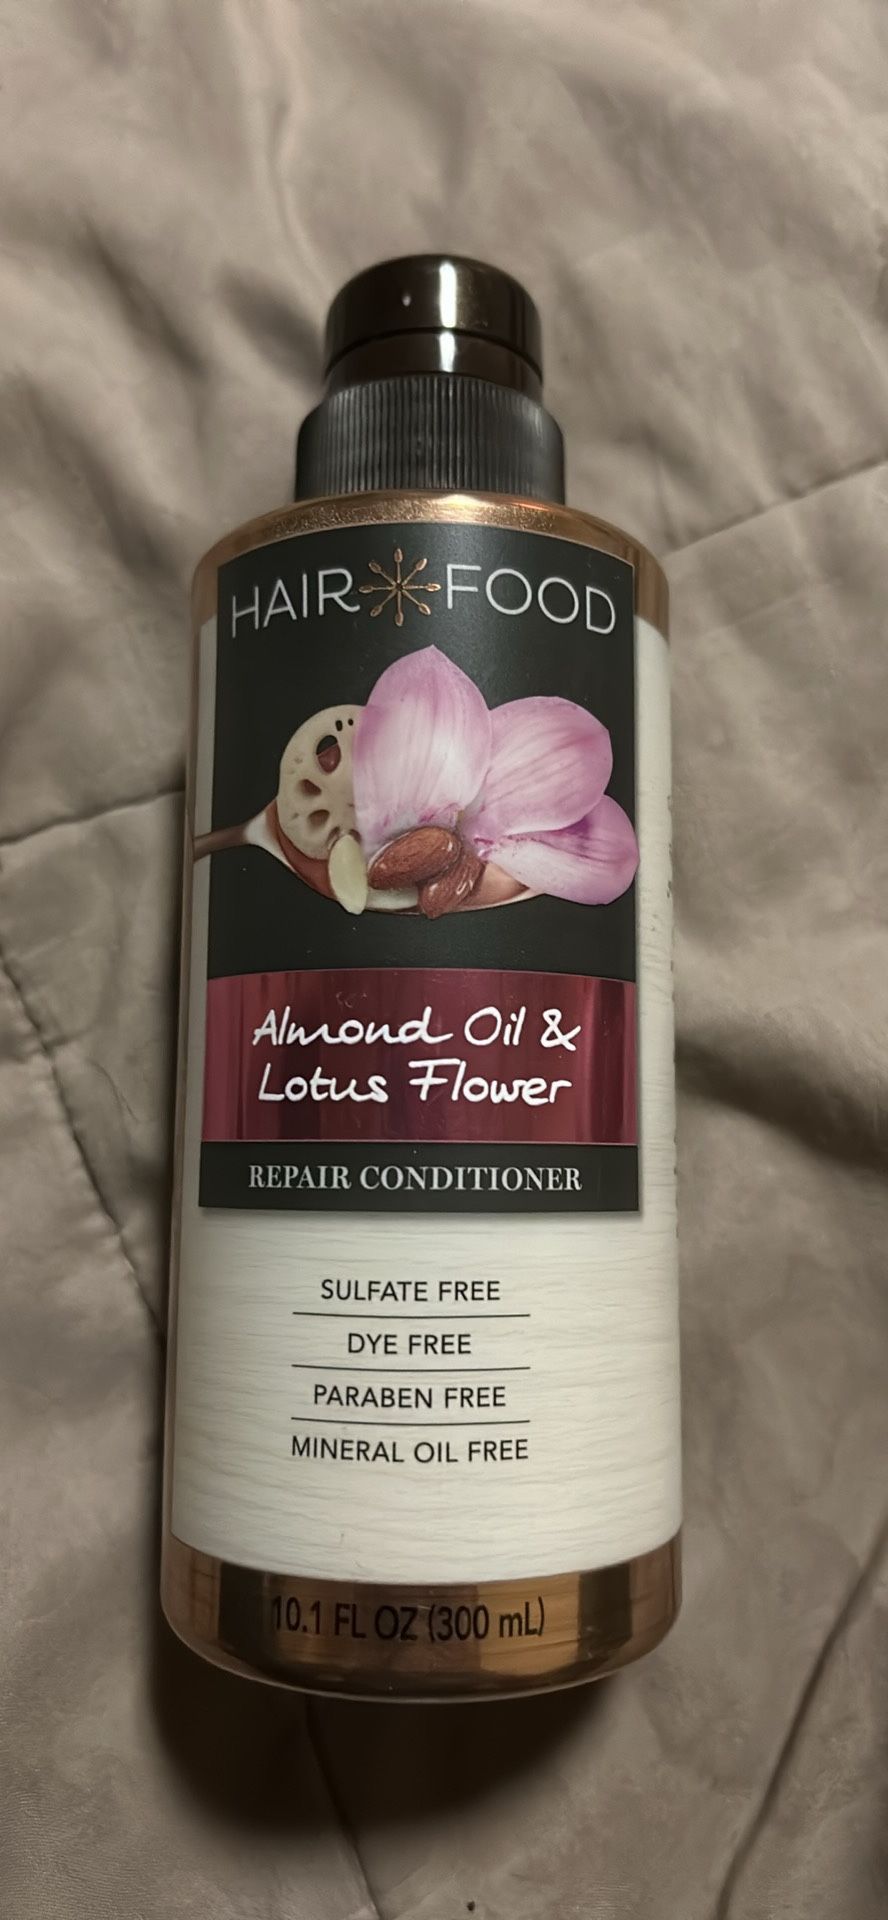 HAIR FOOD
Almond Oil &
Lotus Flower
REPAIR CONDITIONER
SULFATE FREE
DYE FREE
PARABEN FREE
MINERAL OIL FREE
10.1 FL OZ (300 mL)